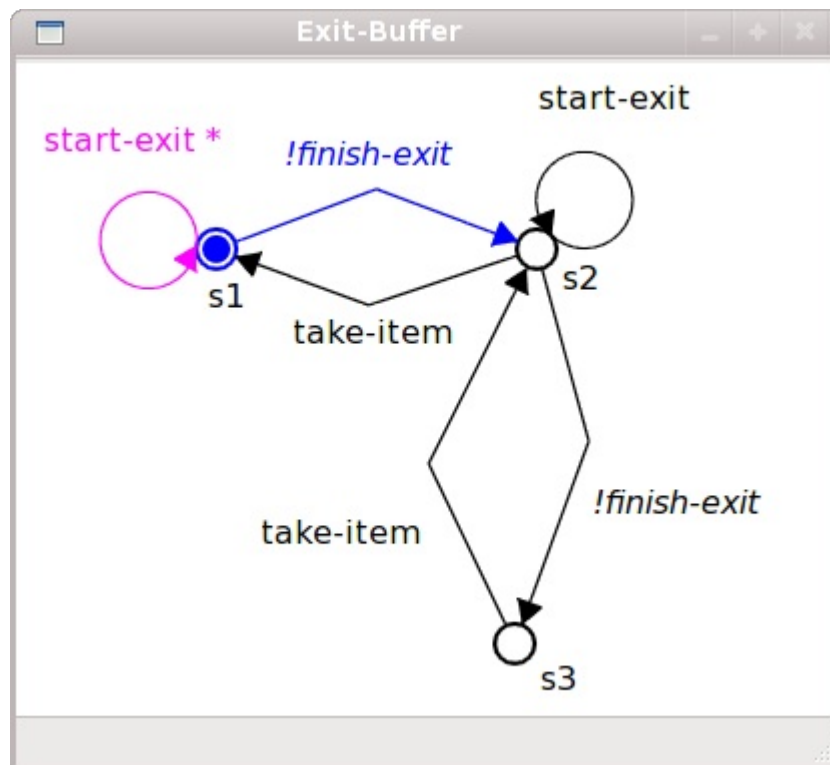 Exit-Buffer
start-exit
start-exit *
!finish-exit
s1
s2
take-item
!finish-exit
take-item
s3